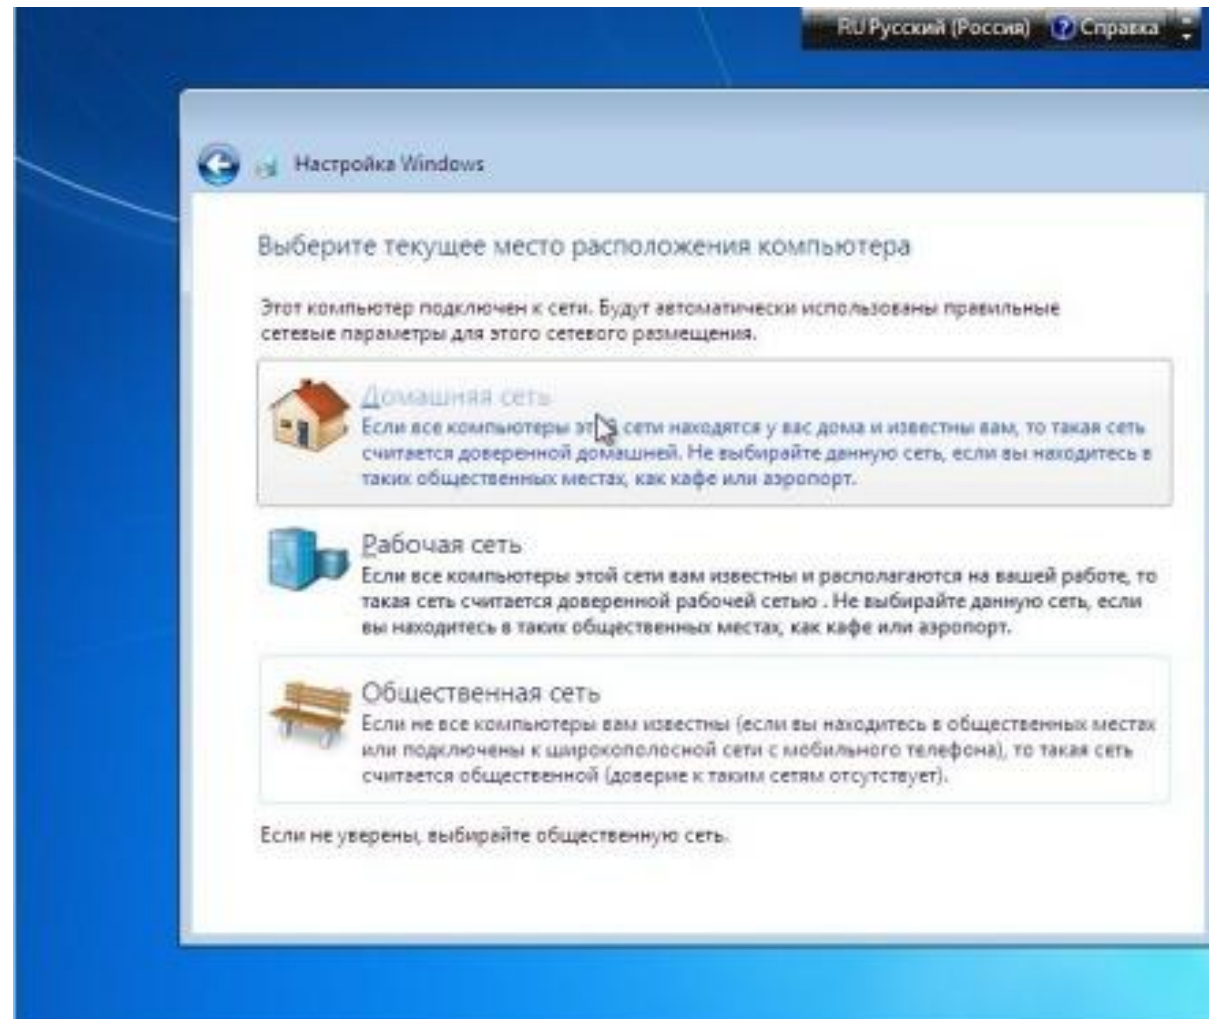 RU Русский (Россия) Справка
Настройка Windows
Выберите текущее место расположения компьютера
Этот компьютер подключен к сети. Будут автоматически использованы правильные
сетевые параметры для этого сетевого размещения.
Домашняя сеть
Если все компьютеры этой сети находятся у вас дома и известны вам, то такая сеть
считается доверенной домашней. Не выбирайте данную сеть, если вы находитесь в
таких общественных местах, как кафе или аэропорт.
Рабочая сеть
Если все компьютеры этой сети вам известны и располагаются на вашей работе, то
такая сеть считается доверенной рабочей сетью . Не выбирайте данную сеть, если
вы находитесь в таких общественных местах, как кафе или аэропорт.
Общественная сеть
Если не все компьютеры вам известны (если вы находитесь в общественных местах
или подключены к широкополосной сети с мобильного телефона), то такая сеть
считается общественной (доверие к таким сетям отсутствует).
Если не уверены, выбирайте общественную сеть.